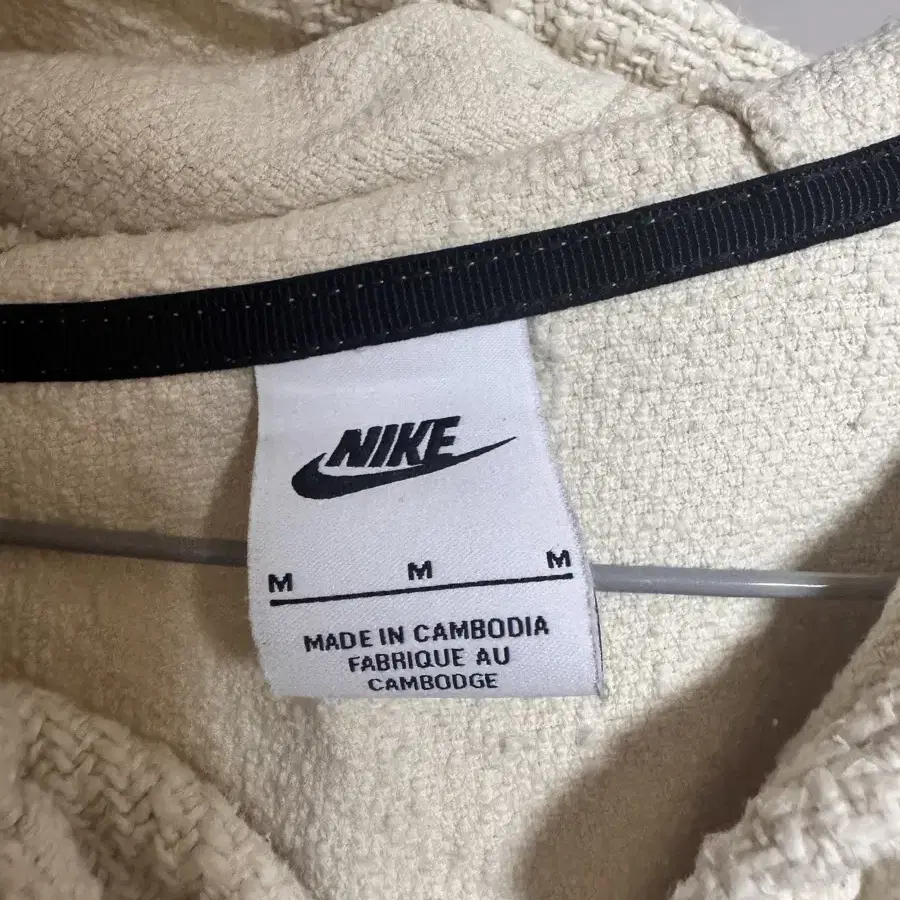 NIKE
M M M
MADE IN CAMBODIA
FABRIQUE AU
CAMBODGE